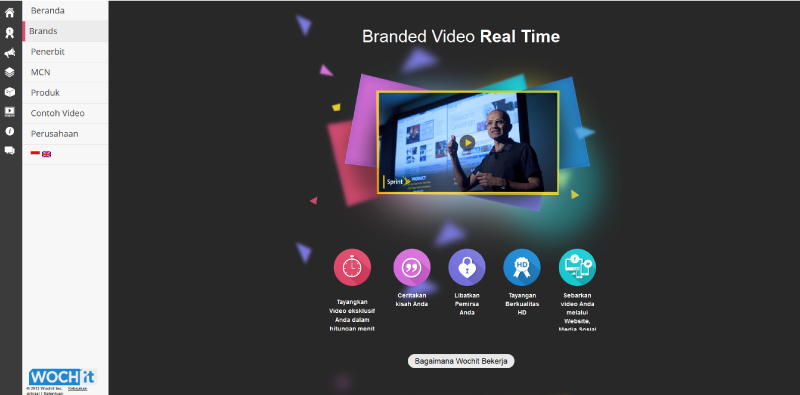 Beranda
Brands
Penerbit
MCN
Produk
Contoh Video
Perusahaan
WOCHit
© 2015 Wochit Inc.
Branded Video Real Time
Sprint
PRODUCT
HD
Tayangkan
Video eksklusif
Anda dalam
hitungan menit
Ceritakan
kisah Anda
Libatkan
Pemirsa
Anda
Tayangan
Berkualitas
HD
Sebarkan
video Anda
melalui
Website,
Media Sosial
Bagaimana Wochit Bekerja